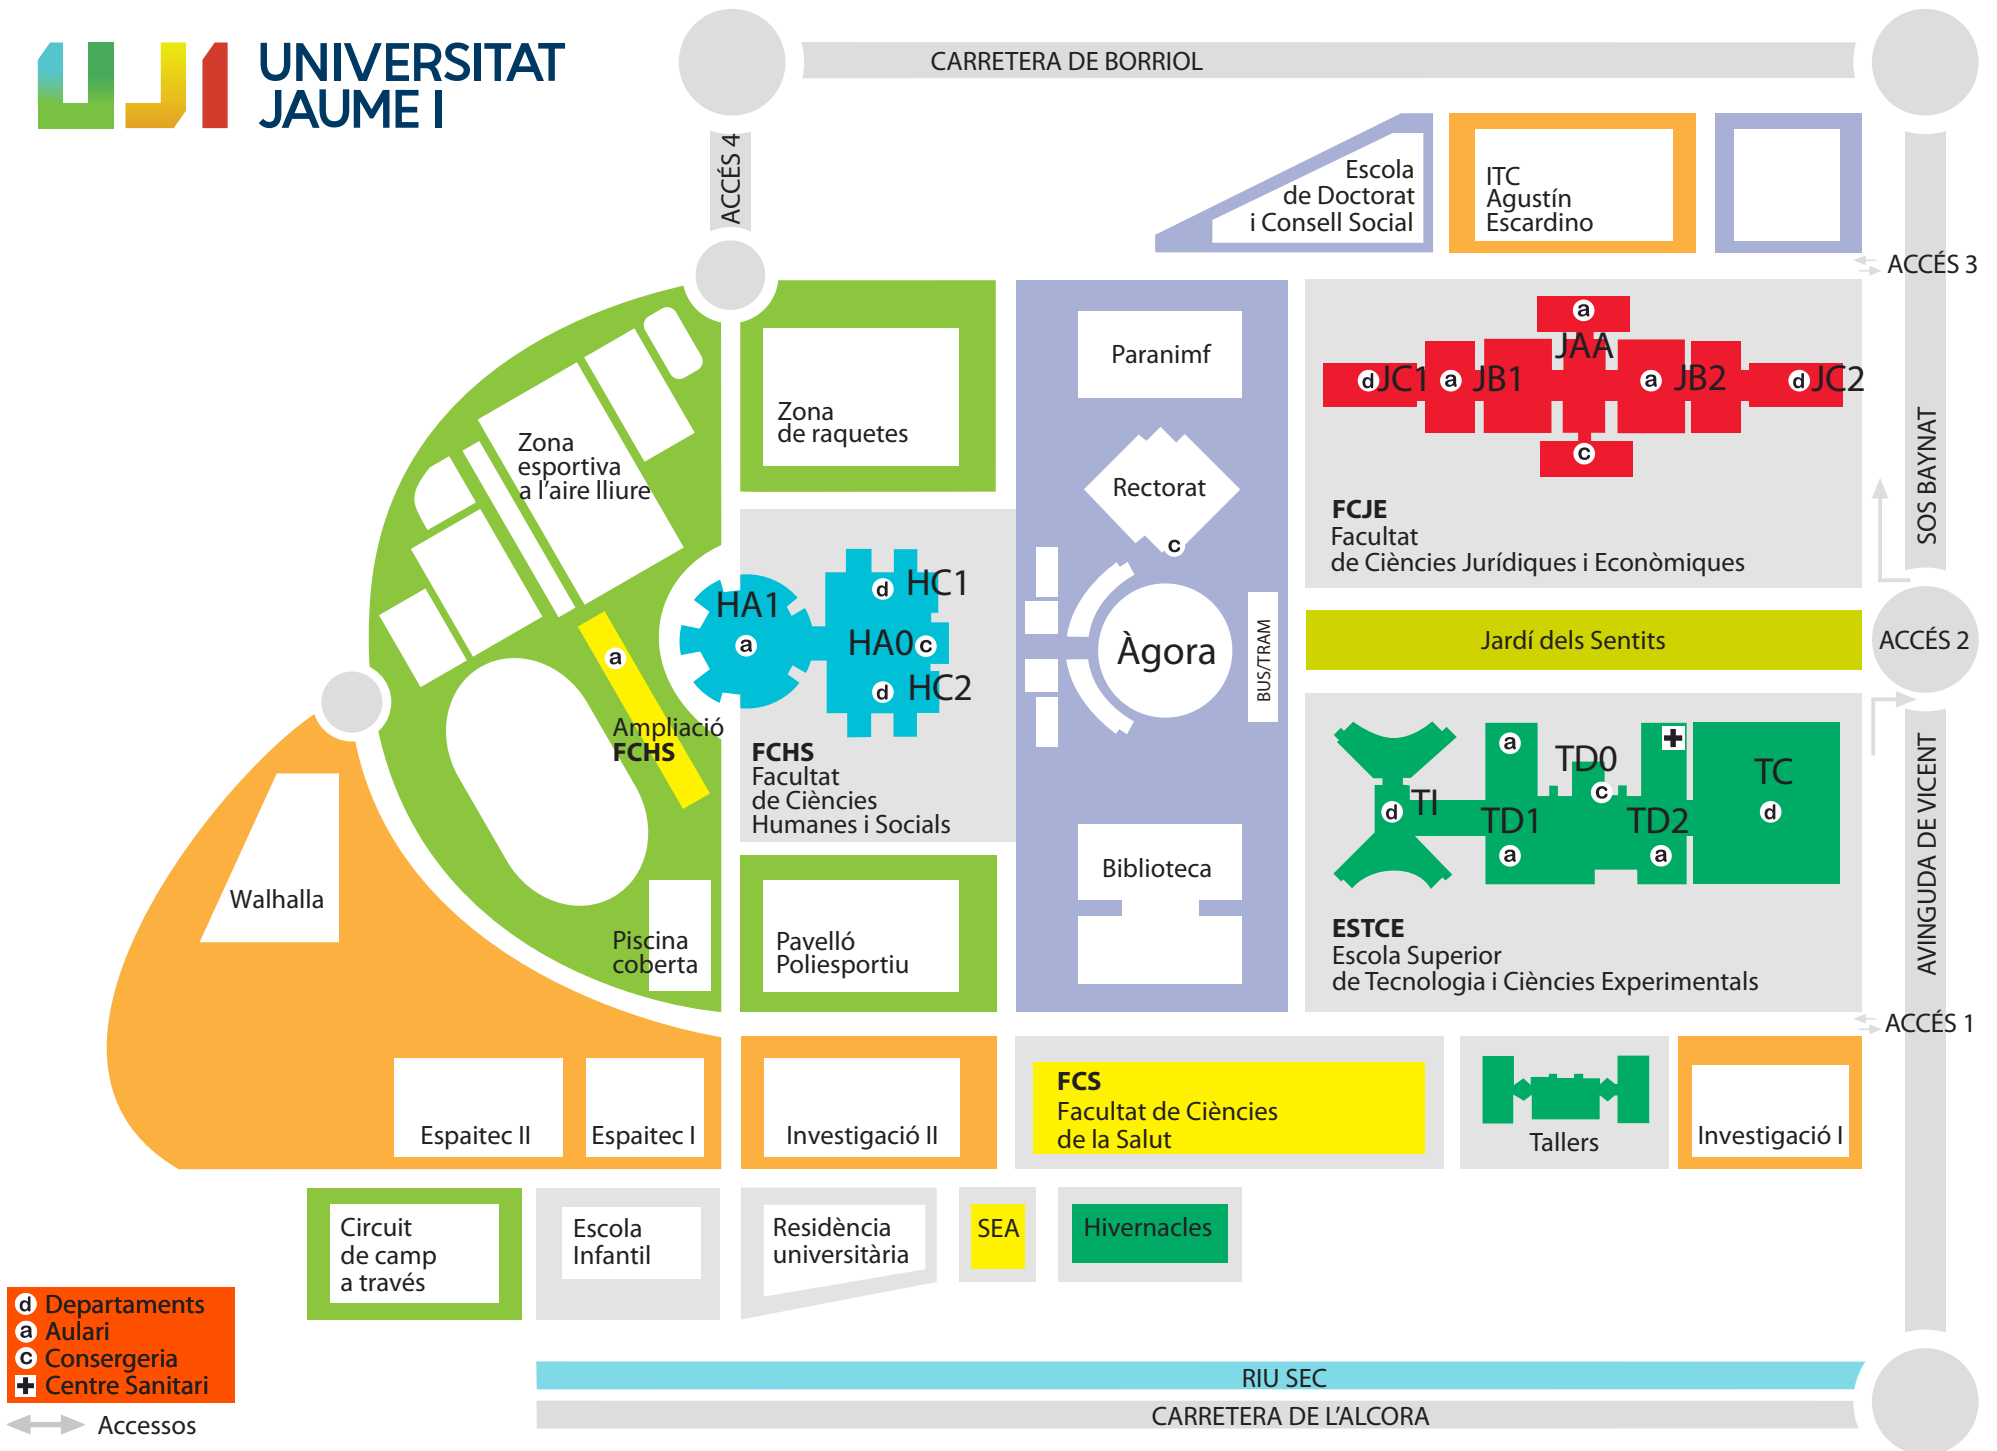 UNIVERSITAT
JAUME I
CARRETERA DE BORRIOL
ACCÉS 4
Escola
de Doctorat
i Consell Social
ITC
Agustín
Escardino
ACCÉS 3
Paranimf
a
JAA
d JC1
a JB1
a JB2
d JC2
c
Zona
de raquetes
Zona
esportiva
a l'aire lliure
Rectorat
c
FCJE
Facultat
de Ciències Jurídiques i Econòmiques
AVINGUDA DE VICENT SOS BAYNAT
HA1
a
d HC1
HA0 c
d HC2
Àgora
BUS/TRAM
Jardí dels Sentits
ACCÉS 2
a
Ampliació
FCHS
FCHS
Facultat
de Ciències
Humanes i Socials
a
TD0
c
TC
d
d TI
TD1
TD2
a
a
Walhalla
Biblioteca
Piscina
coberta
Pavelló
Poliesportiu
ESTCE
Escola Superior
de Tecnologia i Ciències Experimentals
ACCÉS 1
Espaitec II
Espaitec I
Investigació II
FCS
Facultat de Ciències
de la Salut
Tallers
Investigació I
Circuit
de camp
a través
Escola
Infantil
Residència
universitària
SEA
Hivernacles
d Departaments
a Aulari
c Consergeria
Centre Sanitari
Accessos
RIU SEC
CARRETERA DE L'ALCORA